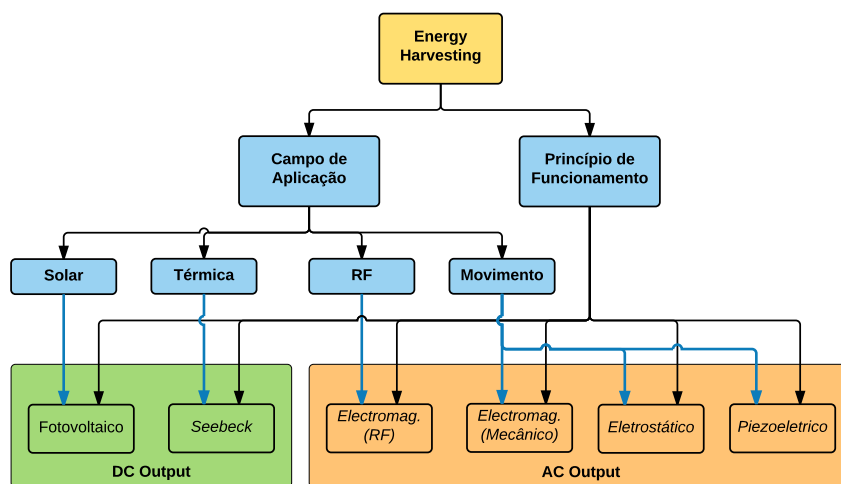 Energy
Harvesting
Campo de
Aplicação
Princípio de
Funcionamento
Solar
Térmica
RF
Movimento
Fotovoltaico
Seebeck
Electromag.
(RF)
Electromag.
(Mecânico)
Eletrostático
Piezoeletrico
DC Output
AC Output